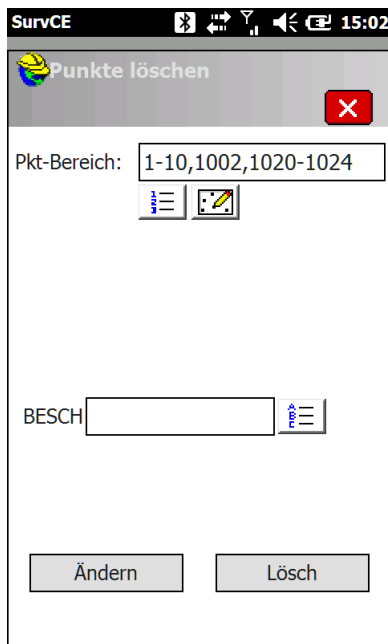 SurvCE 15:02
Punkte löschen
Pkt-Bereich: 1-10,1002,1020-1024
BESCH
Ändern Lösch